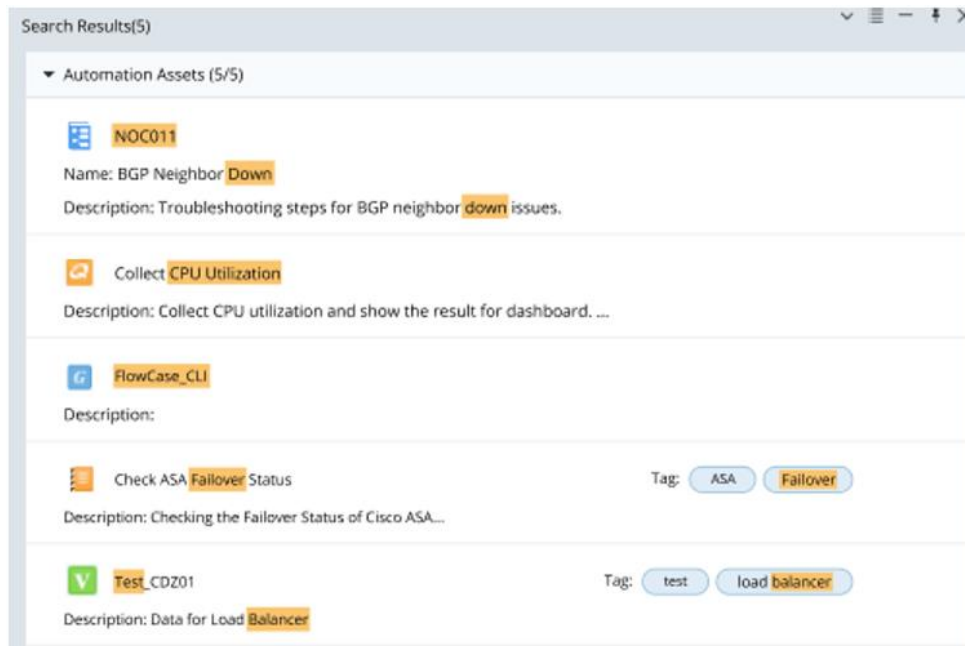 Search Results(5)
Automation Assets (5/5)
NOC011
Name: BGP Neighbor Down
Description: Troubleshooting steps for BGP neighbor down issues.
Collect CPU Utilization
Description: Collect CPU utilization and show the result for dashboard. ...
G
FlowCase_CLI
Description:
Check ASA Failover Status Tag: ASA Failover
Description: Checking the Failover Status of Cisco ASA...
V
Test_CDZ01 Tag: test load balancer
Description: Data for Load Balancer